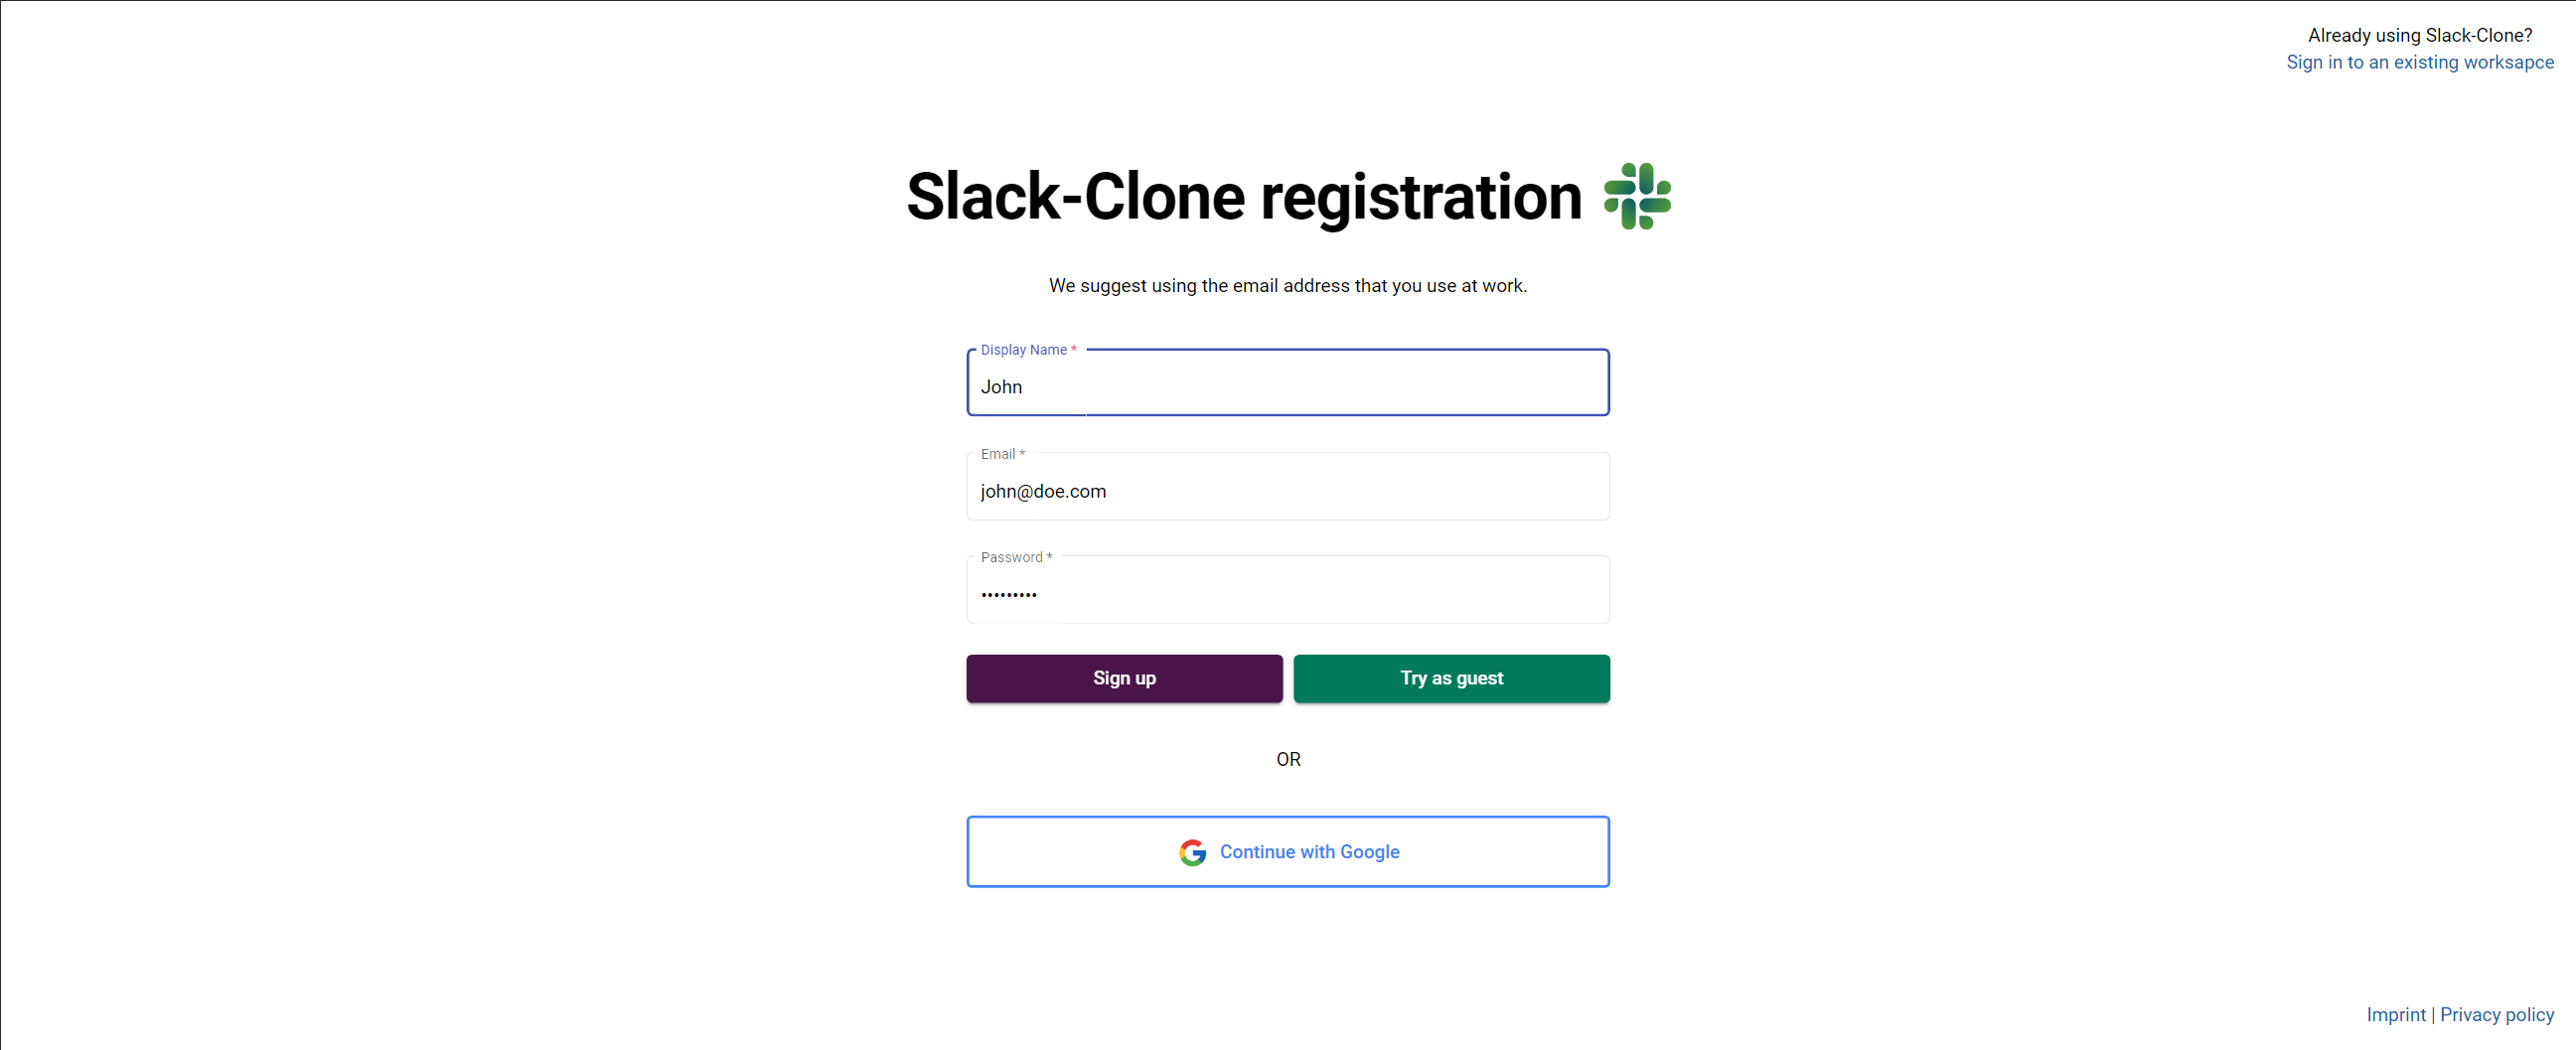 Already using Slack-Clone?
Sign in to an existing worksapce
Slack-Clone registration
We suggest using the email address that you use at work.
Display Name *
John
Email *
john@doe.com
Password *
•••••••••
Sign up
Try as guest
OR
Continue with Google
Imprint | Privacy policy